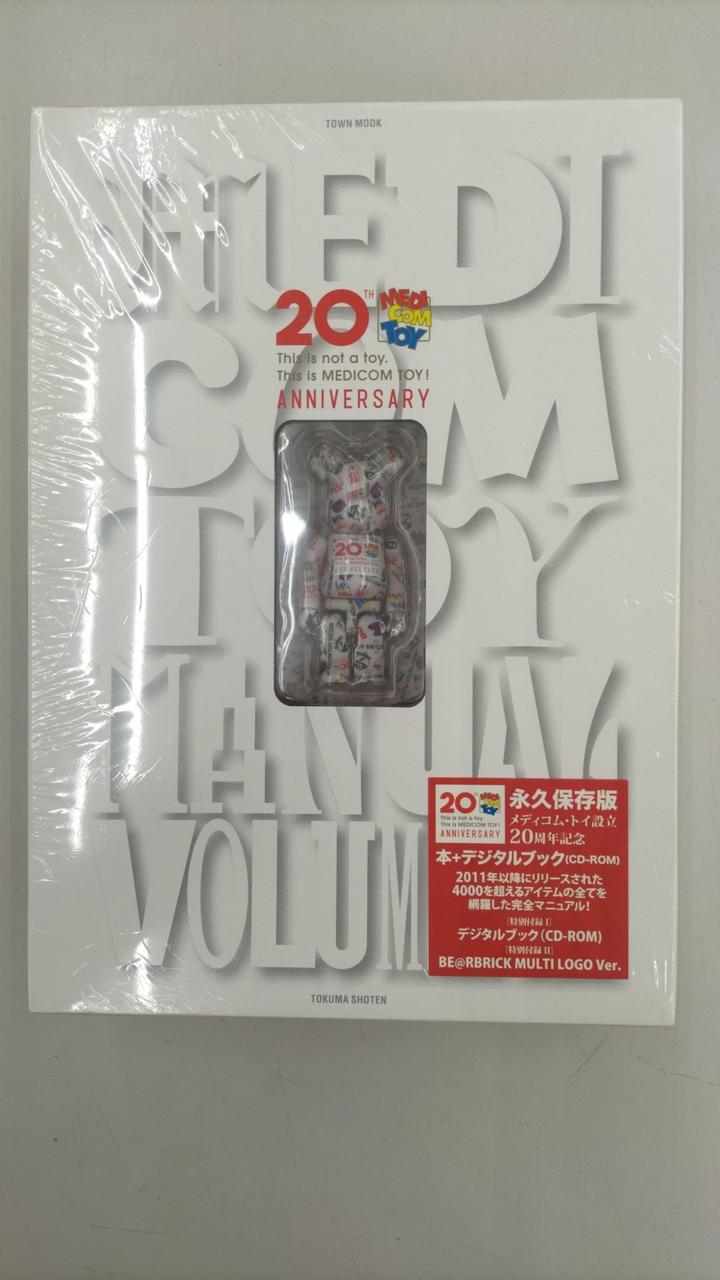 TOWN MOOK
MEDI
COM
TOY
MANUAL
VOLUM
20TH MEDI COM TOY
This is not a toy.
This is MEDICOM TOY!
ANNIVERSARY
20
20TH MEDI COM TOY
This is not a toy.
This is MEDICOM TOY!
ANNIVERSARY
永久保存版
メディコム・トイ設立
20周年記念
本+デジタルブック(CD-ROM)
2011年以降にリリースされた
4000を超えるアイテムの全てを
網羅した完全マニュアル!
[特別付録 I]
デジタルブック(CD-ROM)
[特別付録 II]
BE@RBRICK MULTI LOGO Ver.
TOKUMA SHOTEN